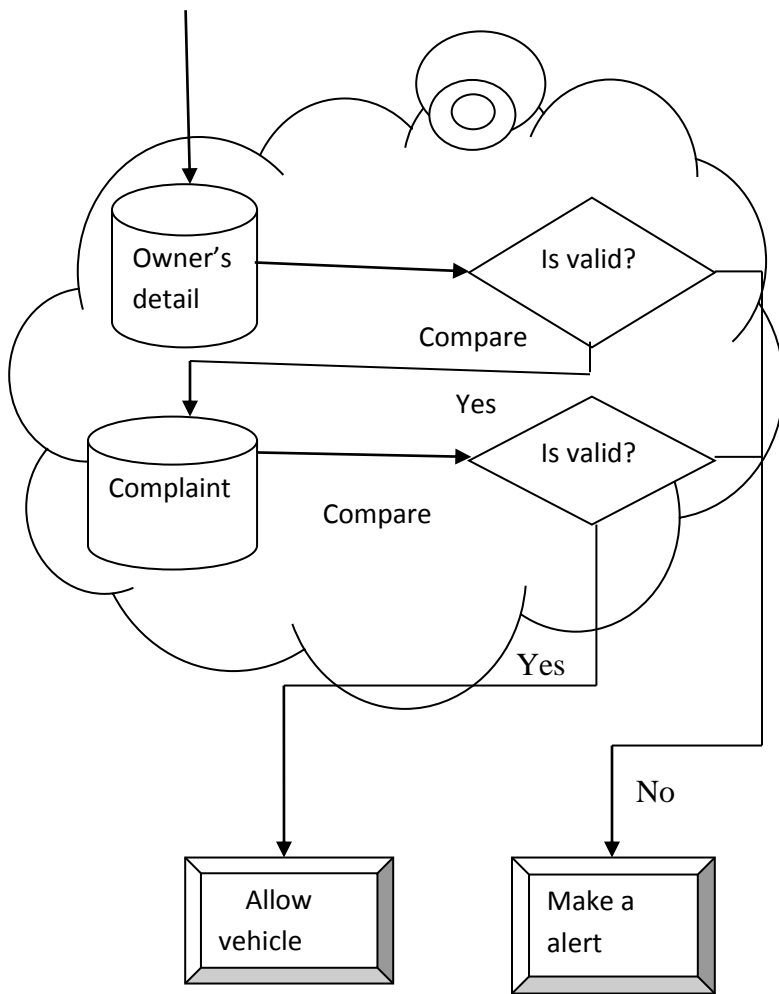 Owner’s
detail
Is valid?
Compare
Yes
Complaint
Is valid?
Compare
Yes
No
Allow
vehicle
Make a
alert